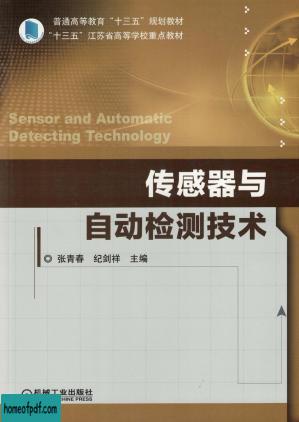 普通高等教育“十三五”规划教材
“十三五”江苏省高等学校重点教材
Sensor and Automatic
Detecting Technology
传感器与
自动检测技术
张青春 纪剑祥 主编
机械工业出版社
CHINA MACHINE PRESS
homeofpdf.com